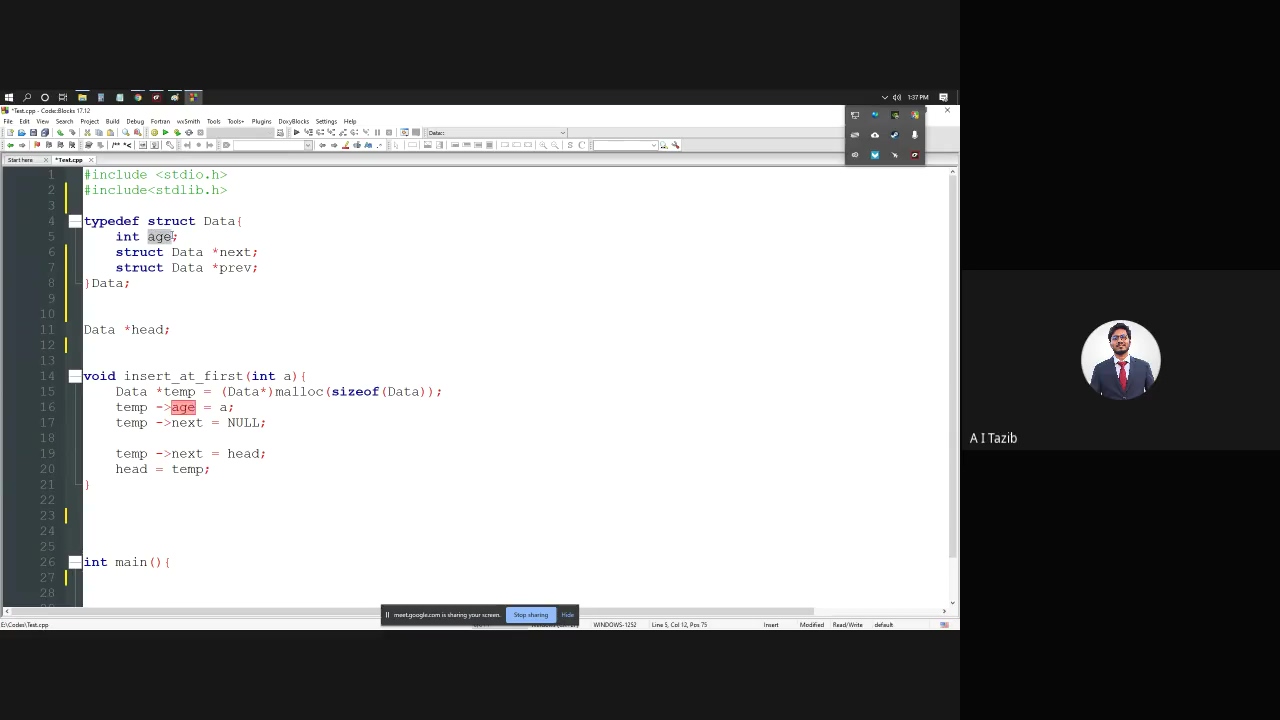 1:37 PM
*Test.cpp - Code::Blocks 17.12
File Edit View Search Project Build Debug Fortran wxSmith Tools Tools+ Plugins DoxyBlocks Settings Help
Data::
Start here *Test.cpp
1 #include <stdio.h>
2 #include<stdlib.h>
3
4 typedef struct Data{
5 int age;
6 struct Data *next;
7 struct Data *prev;
8 }Data;
9
10
11 Data *head;
12
13
14 void insert_at_first(int a){
15 Data *temp = (Data*)malloc(sizeof(Data));
16 temp ->age = a;
17 temp ->next = NULL;
18
19 temp ->next = head;
20 head = temp;
21 }
22
23
24
25
26 int main(){
27
28
meet.google.com is sharing your screen. Stop sharing Hide
E:\Codes\Test.cpp WINDOWS-1252 Line 5, Col 12, Pos 75 Insert Modified Read/Write default
A I Tazib